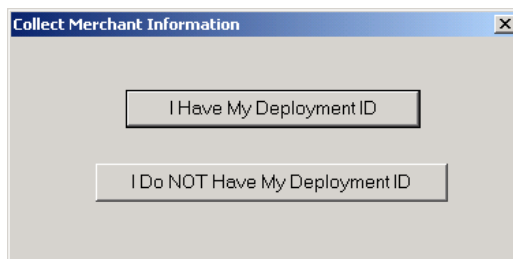 Collect Merchant Information
I Have My Deployment ID
I Do NOT Have My Deployment ID